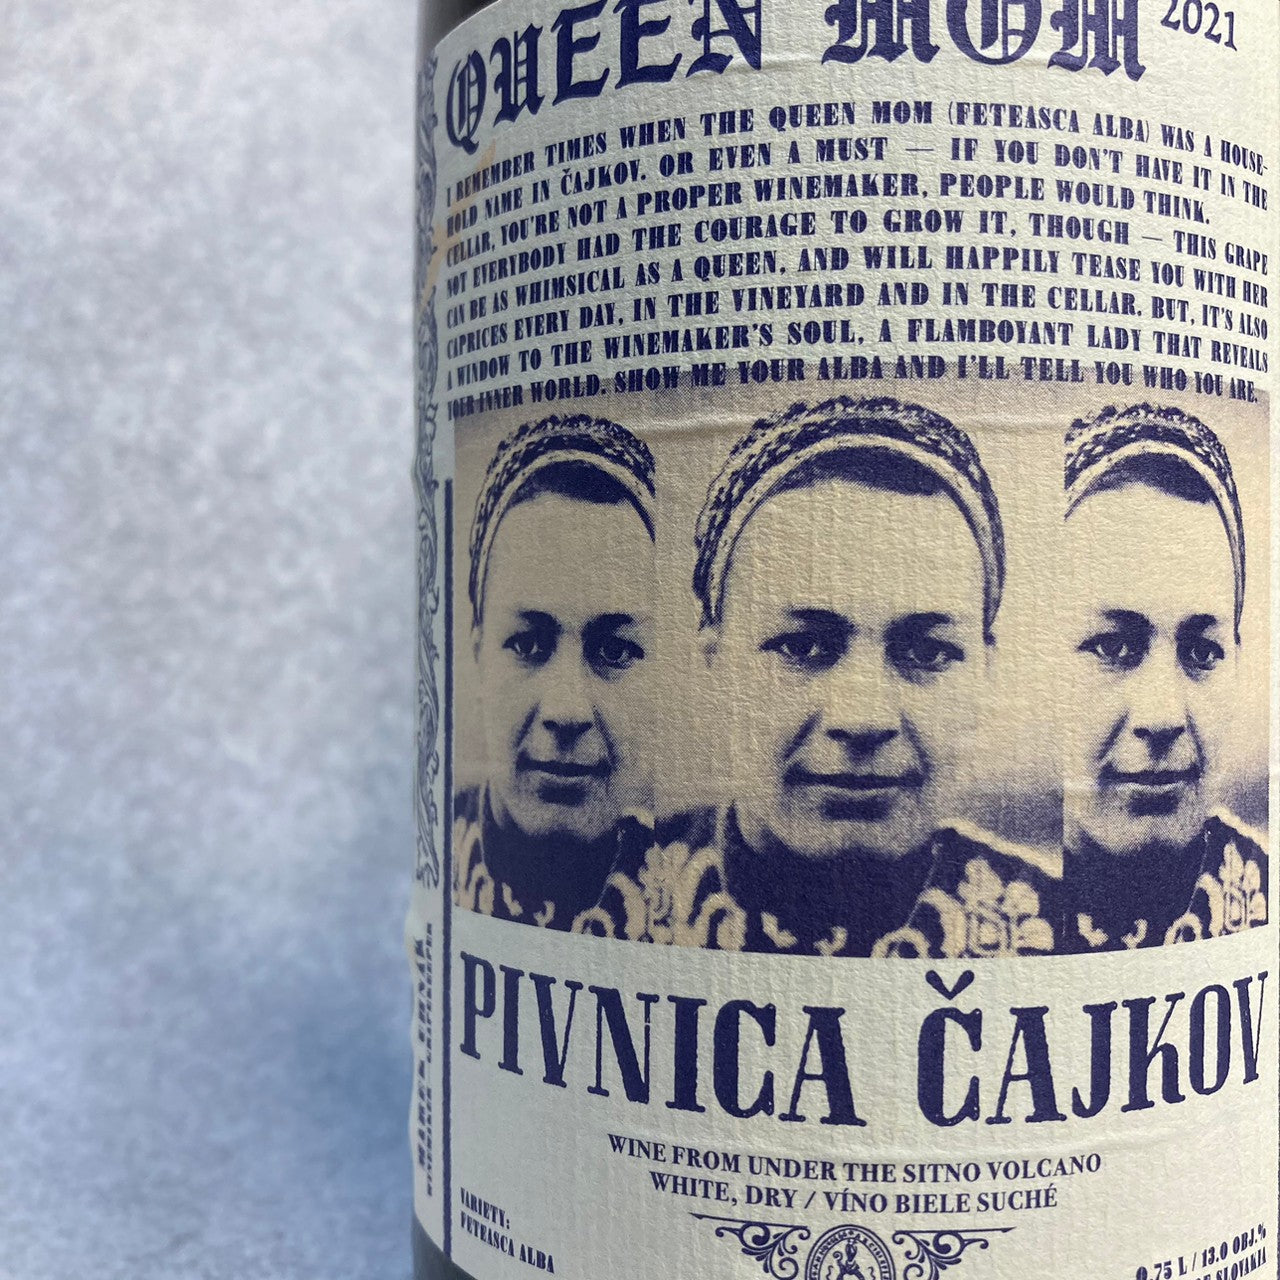 QUEEN MOM 2021
I REMEMBER TIMES WHEN THE QUEEN MOM (FETEASCA ALBA) WAS A HOUSE-
HOLD NAME IN ČAJKOV. OR EVEN A MUST — IF YOU DON'T HAVE IT IN THE
CELLAR, YOU'RE NOT A PROPER WINEMAKER, PEOPLE WOULD THINK.
NOT EVERYBODY HAD THE COURAGE TO GROW IT, THOUGH — THIS GRAPE
CAN BE AS WHIMSICAL AS A QUEEN, AND WILL HAPPILY TEASE YOU WITH HER
CAPRICES EVERY DAY, IN THE VINEYARD AND IN THE CELLAR. BUT, IT'S ALSO
A WINDOW TO THE WINEMAKER'S SOUL, A FLAMBOYANT LADY THAT REVEALS
YOUR INNER WORLD. SHOW ME YOUR ALBA AND I'LL TELL YOU WHO YOU ARE.
PIVNICA ČAJKOV
WINE FROM UNDER THE SITNO VOLCANO
WHITE, DRY / VÍNO BIELE SUCHÉ
VARIETY:
FETEASCA ALBA
0.75 L / 13.0 OBJ.%
SLOVAKIA